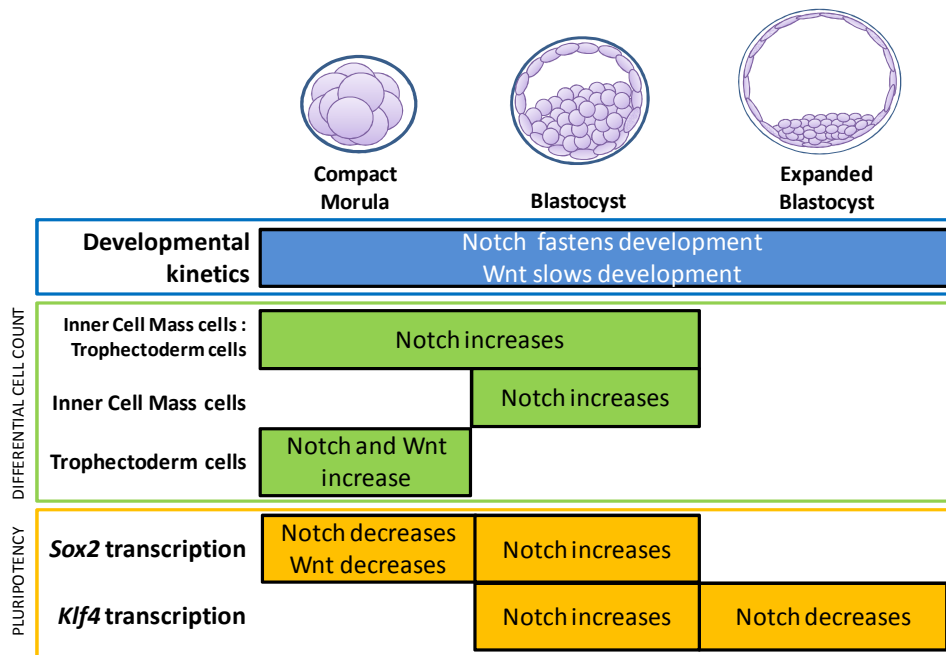 Compact
Morula
Blastocyst
Expanded
Blastocyst
Developmental
kinetics
Notch fastens development
Wnt slows development
DIFFERENTIAL CELL COUNT
Inner Cell Mass cells :
Trophectoderm cells
Notch increases
Inner Cell Mass cells
Notch increases
Trophectoderm cells
Notch and Wnt
increase
PLURIPOTENCY
Sox2 transcription
Notch decreases
Wnt decreases
Notch increases
Klf4 transcription
Notch increases
Notch decreases